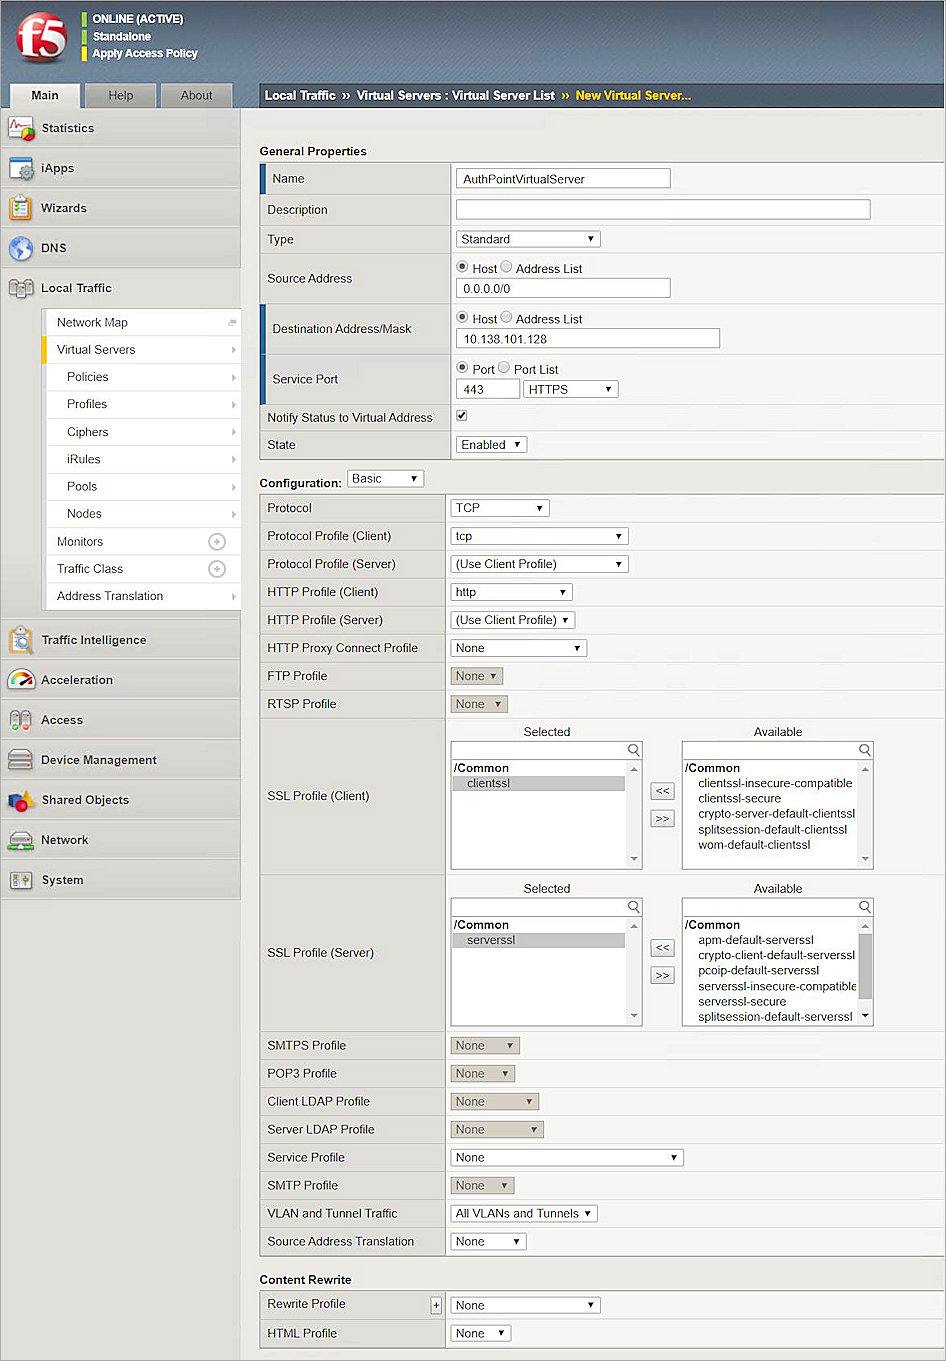 f5
ONLINE (ACTIVE)
Standalone
Apply Access Policy
Main Help About
Local Traffic ›› Virtual Servers : Virtual Server List ›› New Virtual Server...
Statistics
iApps
Wizards
DNS
Local Traffic
Network Map
Virtual Servers
Policies
Profiles
Ciphers
iRules
Pools
Nodes
Monitors
Traffic Class
Address Translation
Traffic Intelligence
Acceleration
Access
Device Management
Shared Objects
Network
System
General Properties
Name AuthPointVirtualServer
Description
Type Standard
Source Address Host Address List
0.0.0.0/0
Destination Address/Mask Host Address List
10.138.101.128
Service Port Port Port List
443 HTTPS
Notify Status to Virtual Address
State Enabled
Configuration: Basic
Protocol TCP
Protocol Profile (Client) tcp
Protocol Profile (Server) (Use Client Profile)
HTTP Profile (Client) http
HTTP Profile (Server) (Use Client Profile)
HTTP Proxy Connect Profile None
FTP Profile None
RTSP Profile None
SSL Profile (Client)
Selected
/Common
clientssl
<<
>>
Available
/Common
clientssl-insecure-compatible
clientssl-secure
crypto-server-default-clientssl
splitsession-default-clientssl
wom-default-clientssl
SSL Profile (Server)
Selected
/Common
serverssl
<<
>>
Available
/Common
apm-default-serverssl
crypto-client-default-serverssl
pcoip-default-serverssl
serverssl-insecure-compatible
serverssl-secure
splitsession-default-serverssl
SMTPS Profile None
POP3 Profile None
Client LDAP Profile None
Server LDAP Profile None
Service Profile None
SMTP Profile None
VLAN and Tunnel Traffic All VLANs and Tunnels
Source Address Translation None
Content Rewrite
Rewrite Profile + None
HTML Profile None